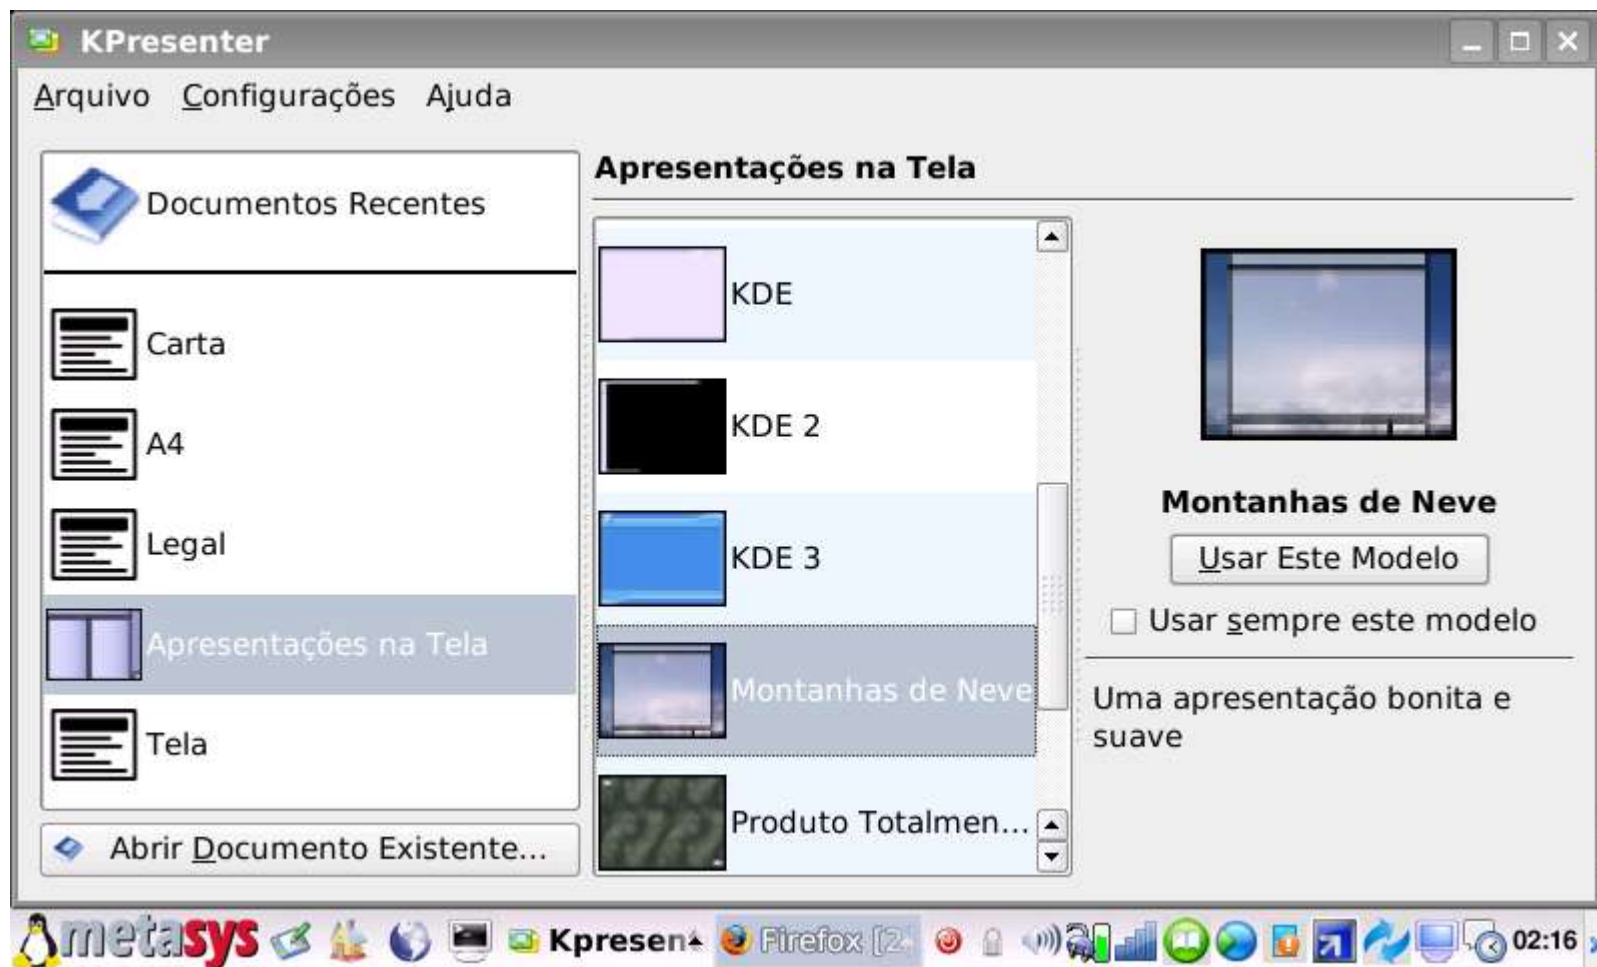 KPresenter
Arquivo Configurações Ajuda
Documentos Recentes
Carta
A4
Legal
Apresentações na Tela
Tela
Abrir Documento Existente...
Apresentações na Tela
KDE
KDE 2
KDE 3
Montanhas de Neve
Produto Totalmen...
Montanhas de Neve
Usar Este Modelo
Usar sempre este modelo
Uma apresentação bonita e
suave
metasys Kpresen Firefox [2 02:16